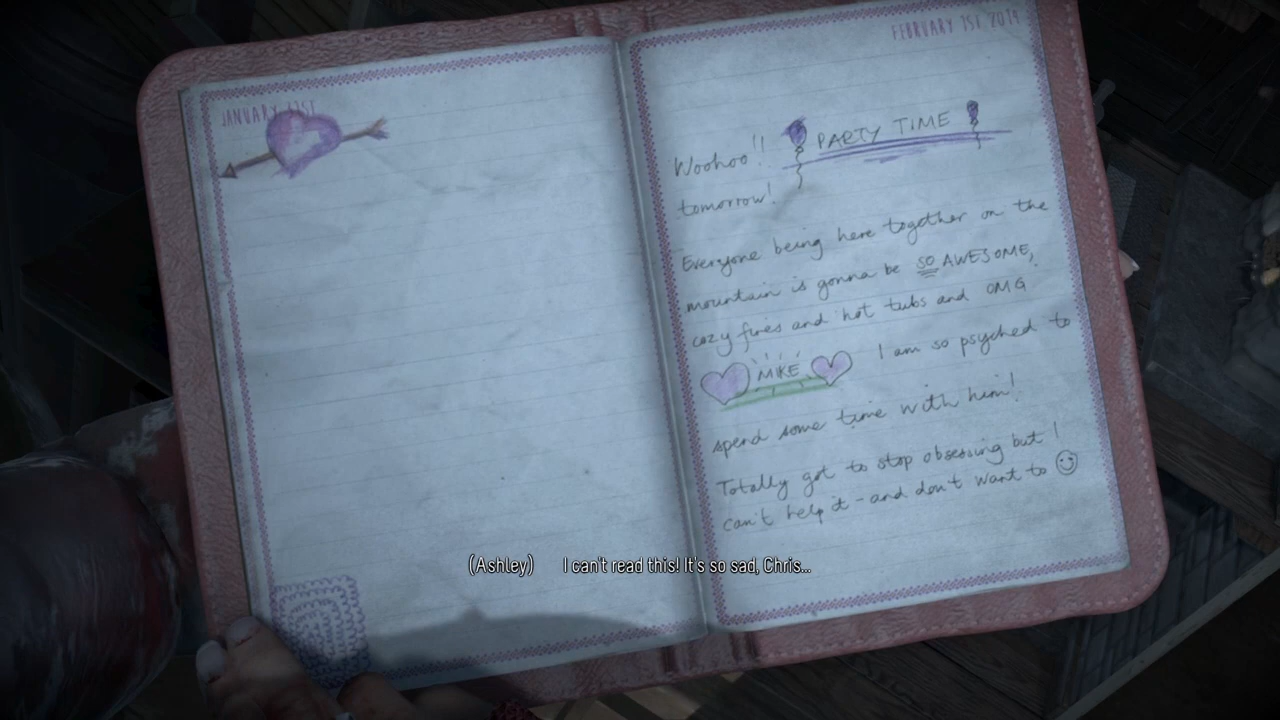 JANUARY 31ST
FEBRUARY 1ST 2014
Woohoo!! PARTY TIME
tomorrow!
Everyone being here together on the
mountain is gonna be SO AWESOME,
cozy fires and hot tubs and OMG
MIKE I am so psyched to
spend some time with him!
Totally got to stop obsessing but I
can't help it - and don't want to
(Ashley) I can't read this! It's so sad, Chris...